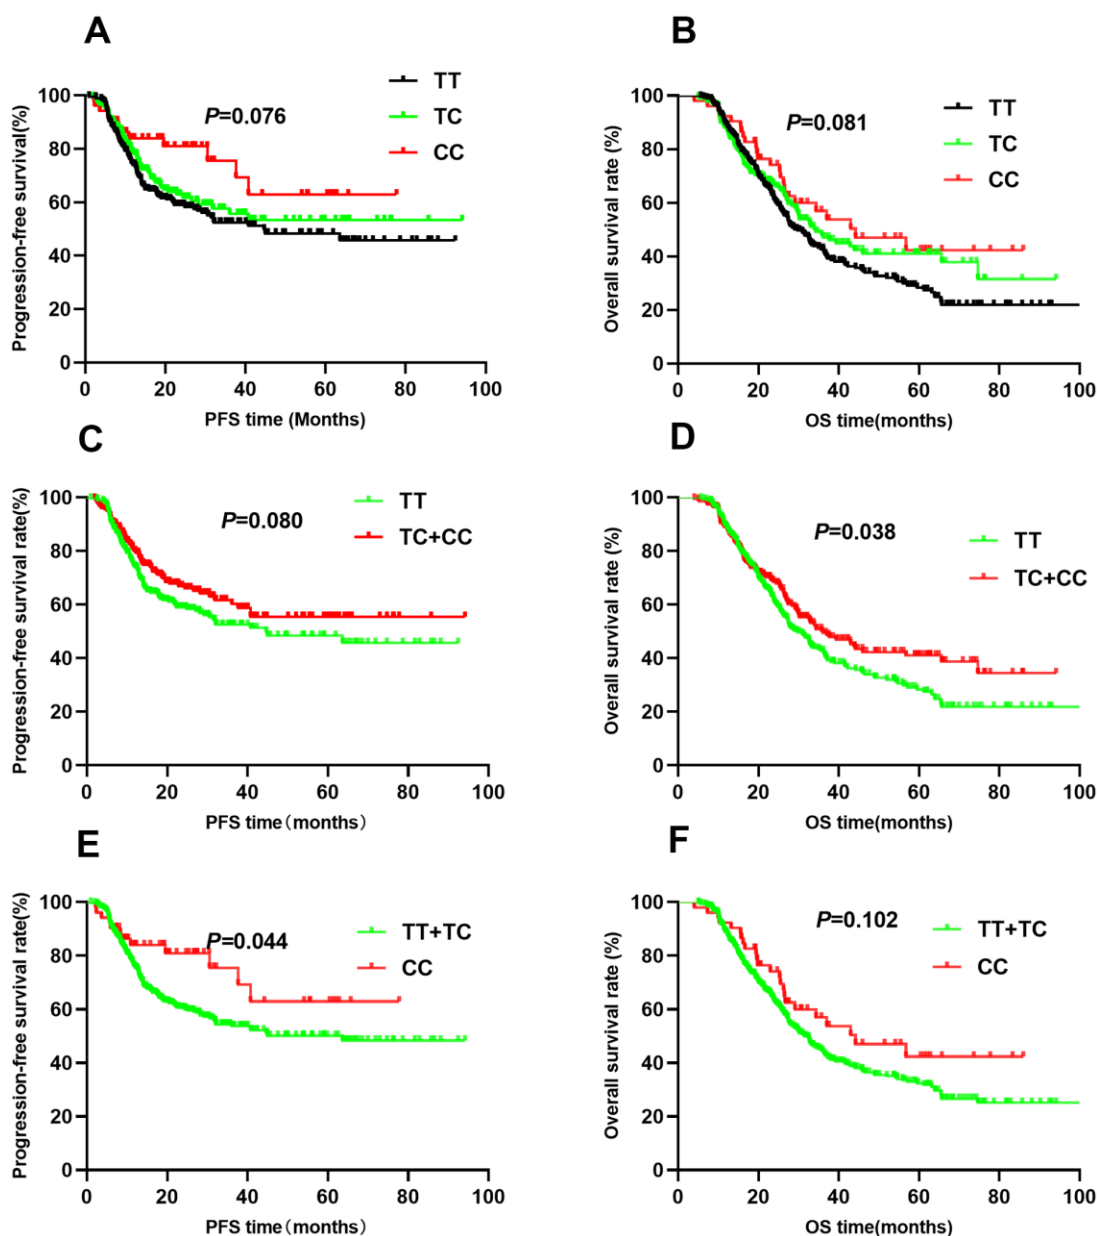 A
Progression-free survival(%)
100
80
60
40
20
0
P=0.076
TT
TC
CC
0 20 40 60 80 100
PFS time (Months)
B
Overall survival rate (%)
100
80
60
40
20
0
P=0.081
TT
TC
CC
0 20 40 60 80 100
OS time(months)
C
Progression-free survival rate(%)
100
80
60
40
20
0
P=0.080
TT
TC+CC
0 20 40 60 80 100
PFS time（months）
D
Overall survival rate (%)
100
80
60
40
20
0
P=0.038
TT
TC+CC
0 20 40 60 80 100
OS time(months)
E
Progression-free survival rate(%)
100
80
60
40
20
0
P=0.044
TT+TC
CC
0 20 40 60 80 100
PFS time（months）
F
Overall survival rate (%)
100
80
60
40
20
0
P=0.102
TT+TC
CC
0 20 40 60 80 100
OS time(months)